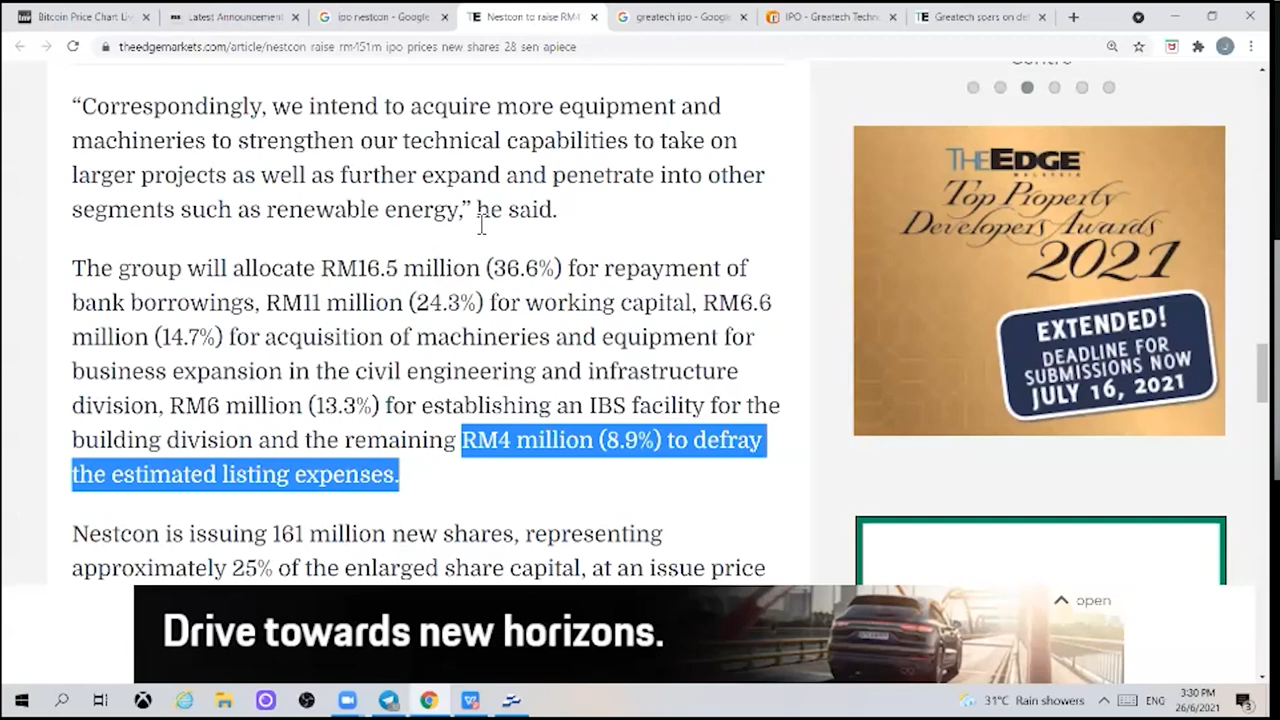 Bitcoin Price Chart Liv
Latest Announcement
ipo nestcon - Google
Nestcon to raise RM4
greatech ipo - Google
IPO - Greatech Techn
Greatech soars on de
theedgemarkets.com/article/nestcon-raise-rm451m-ipo-prices-new-shares-28-sen-apiece
“Correspondingly, we intend to acquire more equipment and
machineries to strengthen our technical capabilities to take on
larger projects as well as further expand and penetrate into other
segments such as renewable energy,” he said.
The group will allocate RM16.5 million (36.6%) for repayment of
bank borrowings, RM11 million (24.3%) for working capital, RM6.6
million (14.7%) for acquisition of machineries and equipment for
business expansion in the civil engineering and infrastructure
division, RM6 million (13.3%) for establishing an IBS facility for the
building division and the remaining RM4 million (8.9%) to defray
the estimated listing expenses.
Nestcon is issuing 161 million new shares, representing
approximately 25% of the enlarged share capital, at an issue price
THE EDGE
MALAYSIA
Top Property
Developers Awards
2021
EXTENDED!
DEADLINE FOR
SUBMISSIONS NOW
JULY 16, 2021
open
Drive towards new horizons.
31°C Rain showers
ENG
3:30 PM
26/6/2021